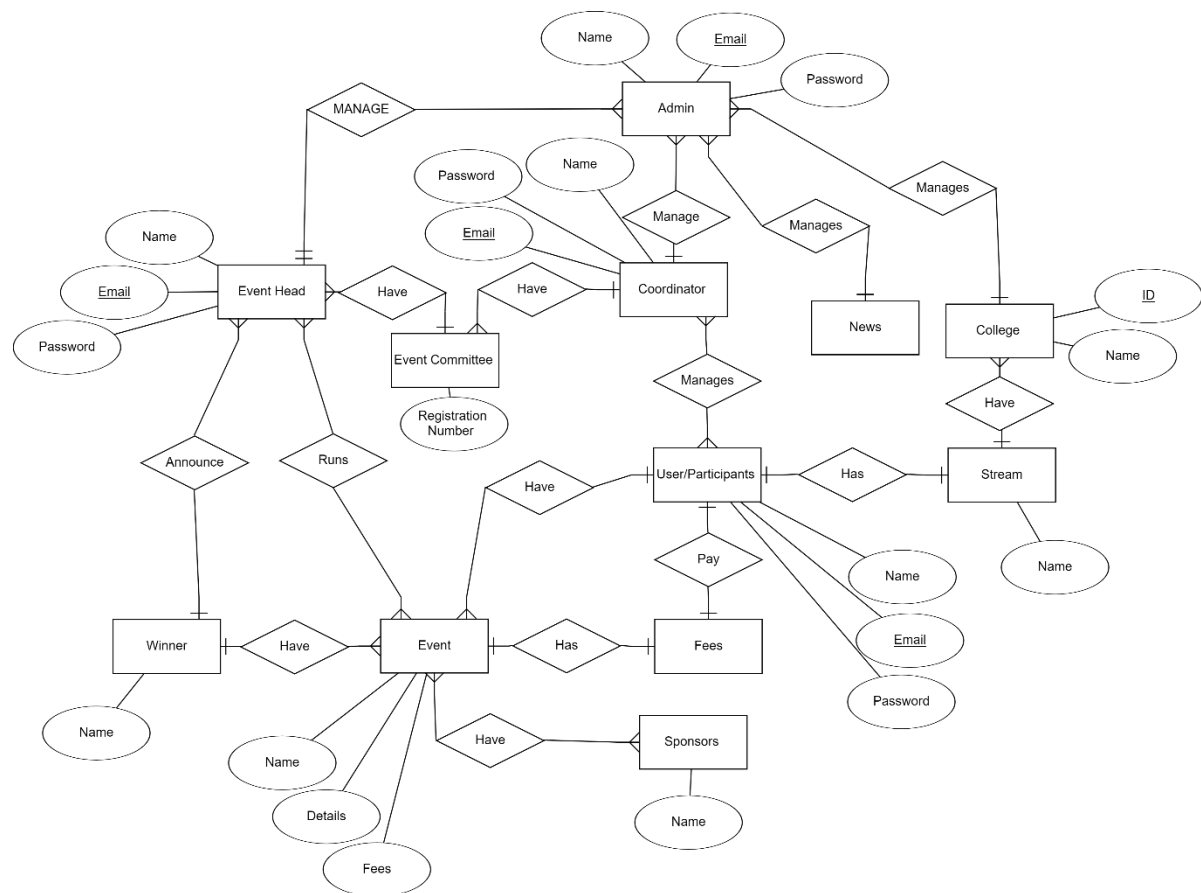 Name
Email
Password
MANAGE
Admin
Name
Password
Manage
Manages
Manages
Email
Name
Email
Event Head
Have
Have
Coordinator
ID
News
College
Password
Event Committee
Name
Manages
Registration
Number
Have
Announce
Runs
Have
User/Participants
Has
Stream
Pay
Name
Name
Winner
Have
Event
Has
Fees
Email
Password
Name
Have
Sponsors
Name
Details
Name
Fees